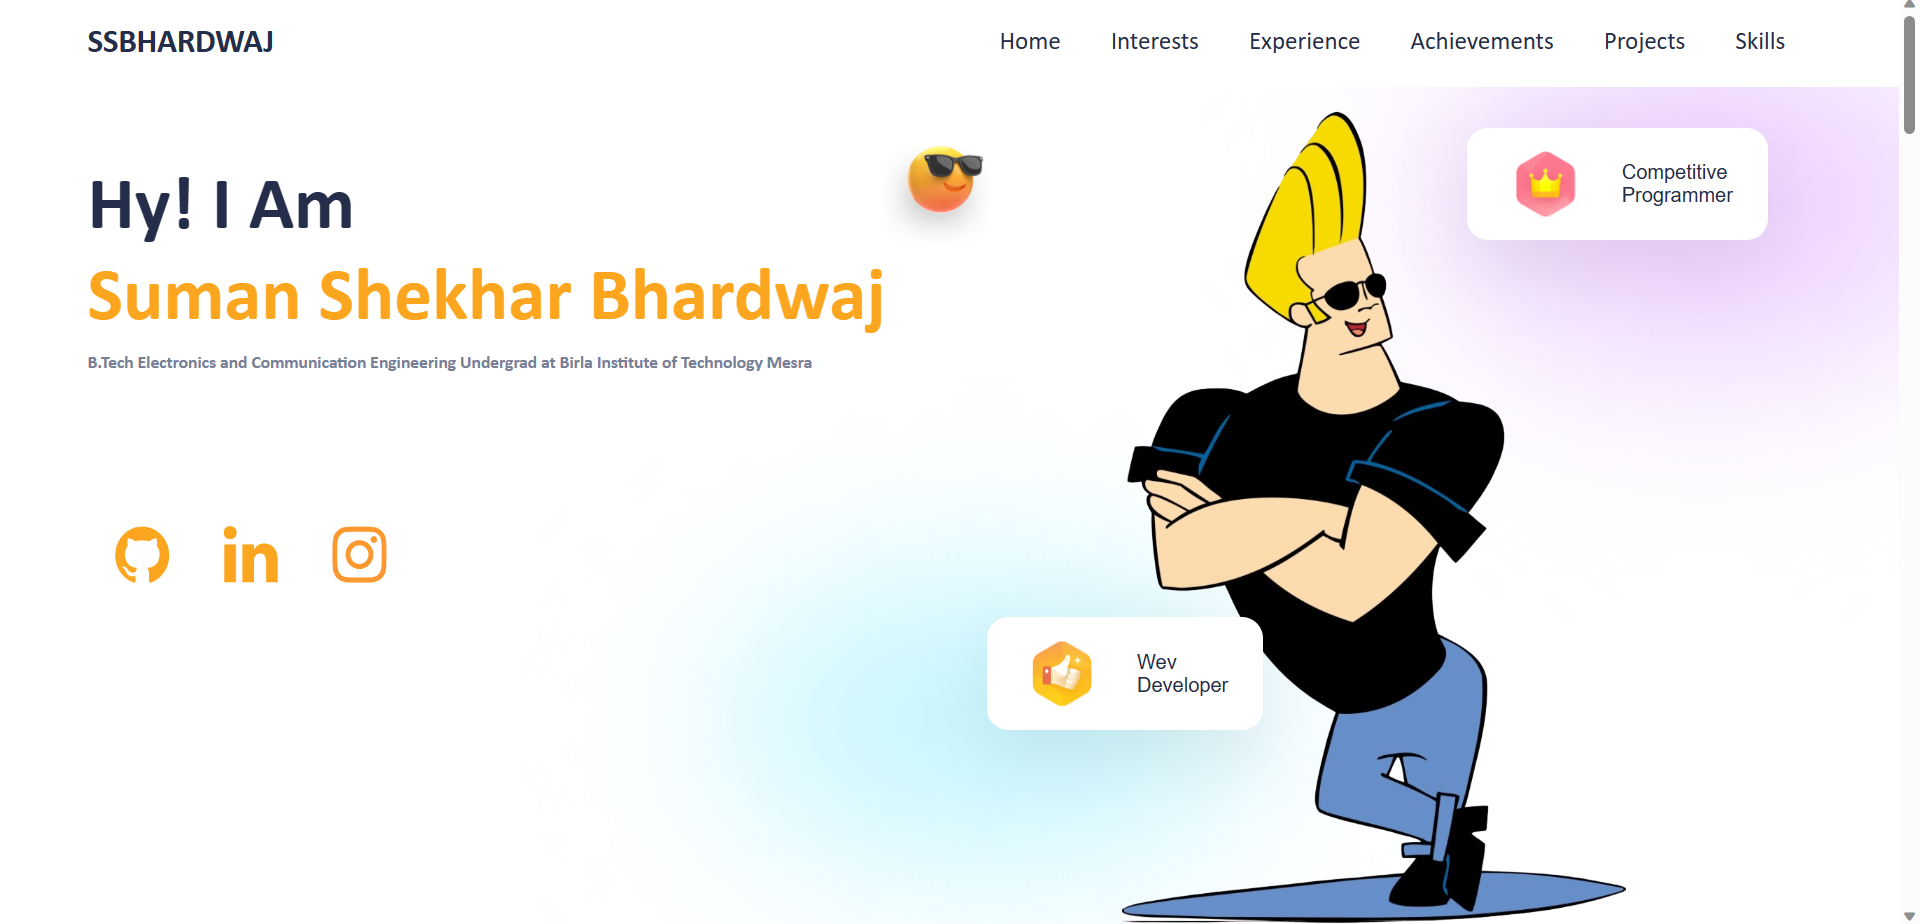 SSBHARDWAJ
Home Interests Experience Achievements Projects Skills
Hy! I Am
Suman Shekhar Bhardwaj
B.Tech Electronics and Communication Engineering Undergrad at Birla Institute of Technology Mesra
in
Competitive
Programmer
Wev
Developer